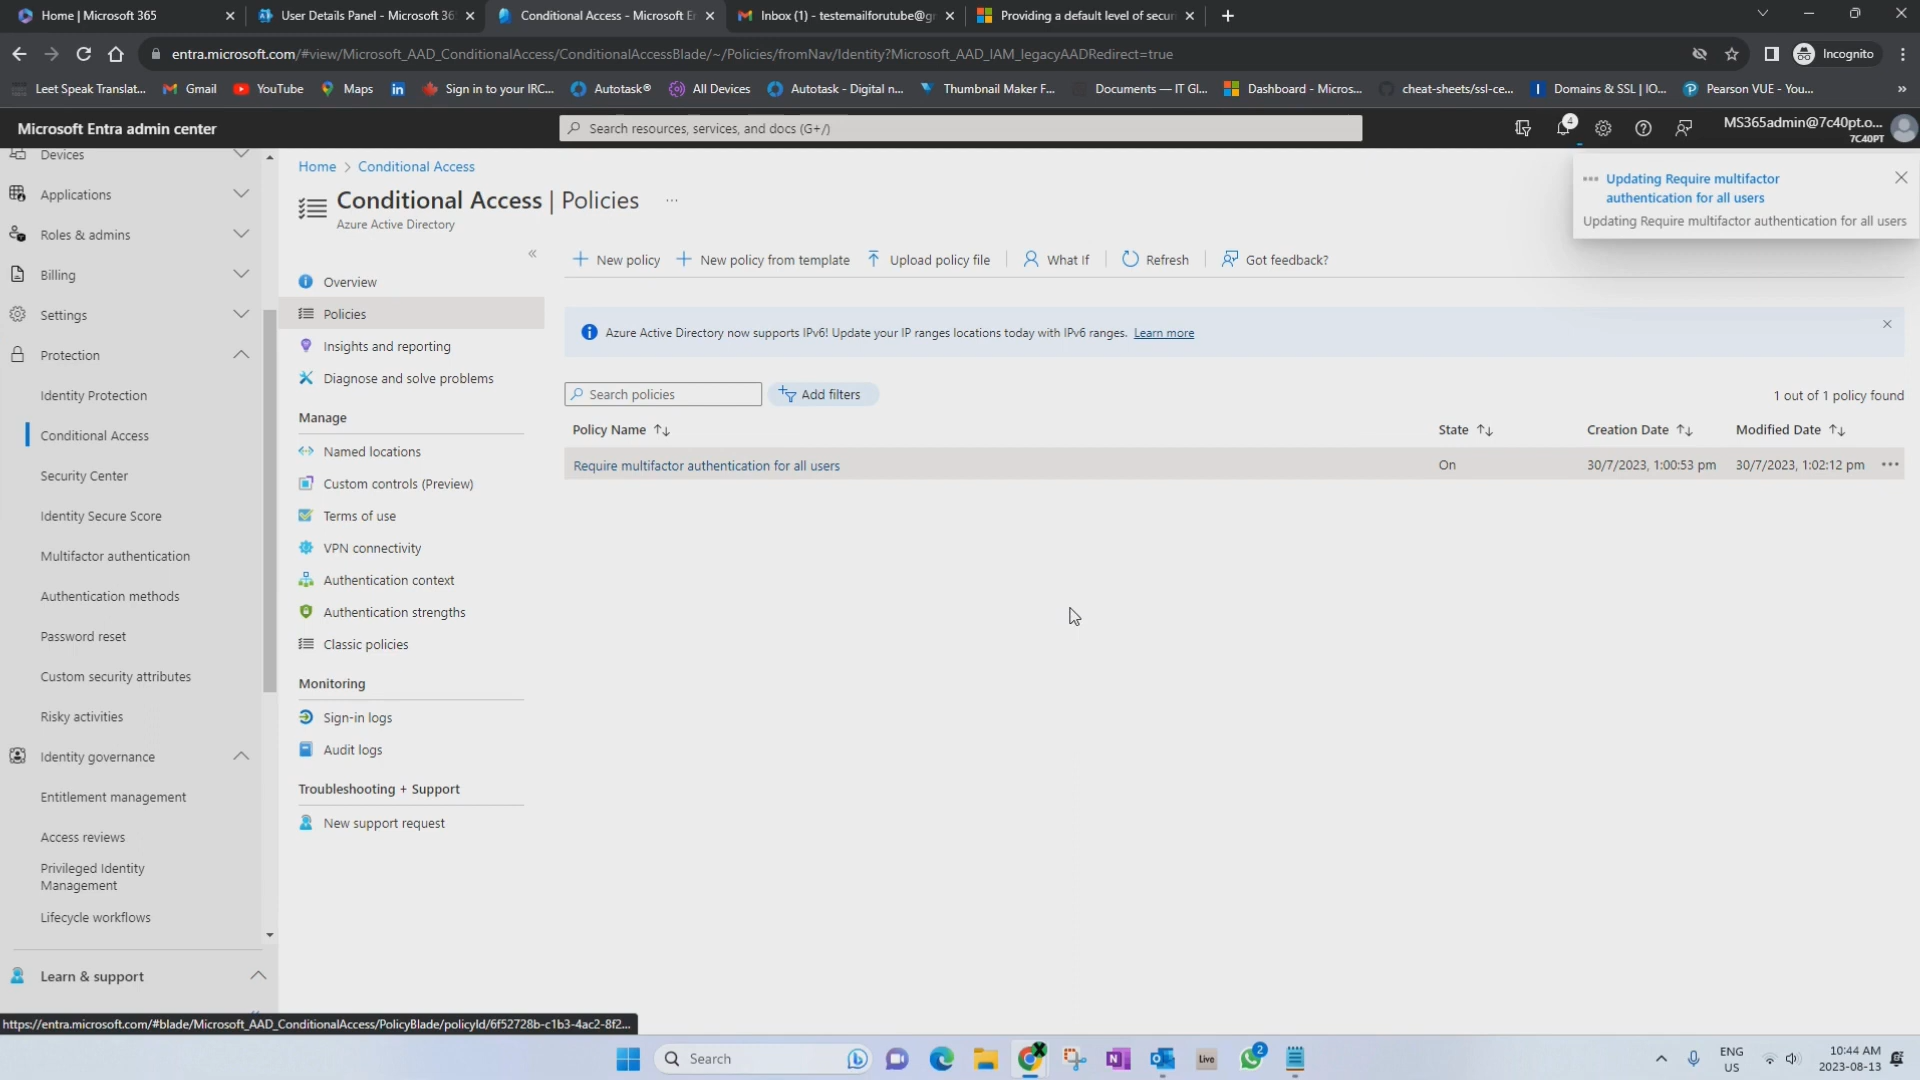 Home | Microsoft 365
User Details Panel - Microsoft 36
Conditional Access - Microsoft E
Inbox (1) - testemailforutube@g
Providing a default level of secur
entra.microsoft.com/#view/Microsoft_AAD_ConditionalAccess/ConditionalAccessBlade/~/Policies/fromNav/Identity?Microsoft_AAD_IAM_legacyAADRedirect=true
Incognito
Leet Speak Translat...
Gmail
YouTube
Maps
Sign in to your IRC...
Autotask®
All Devices
Autotask - Digital n...
Thumbnail Maker F...
Documents — IT Gl...
Dashboard - Micros...
cheat-sheets/ssl-ce...
Domains & SSL | IO...
Pearson VUE - You...
»
Microsoft Entra admin center
Search resources, services, and docs (G+/)
4
MS365admin@7c40pt.o...
7C40PT
Devices
Applications
Roles & admins
Billing
Settings
Protection
Identity Protection
Conditional Access
Security Center
Identity Secure Score
Multifactor authentication
Authentication methods
Password reset
Custom security attributes
Risky activities
Identity governance
Entitlement management
Access reviews
Privileged Identity
Management
Lifecycle workflows
Learn & support
Home > Conditional Access
Conditional Access | Policies ...
Azure Active Directory
«
Overview
Policies
Insights and reporting
Diagnose and solve problems
Manage
Named locations
Custom controls (Preview)
Terms of use
VPN connectivity
Authentication context
Authentication strengths
Classic policies
Monitoring
Sign-in logs
Audit logs
Troubleshooting + Support
New support request
New policy
New policy from template
Upload policy file
What If
Refresh
Got feedback?
Azure Active Directory now supports IPv6! Update your IP ranges locations today with IPv6 ranges. Learn more
Search policies
Add filters
1 out of 1 policy found
Policy Name
State
Creation Date
Modified Date
Require multifactor authentication for all users
On
30/7/2023, 1:00:53 pm
30/7/2023, 1:02:12 pm
...
Updating Require multifactor
authentication for all users
Updating Require multifactor authentication for all users
https://entra.microsoft.com/#blade/Microsoft_AAD_ConditionalAccess/PolicyBlade/policyId/6f52728b-c1b3-4ac2-8f2...
Search
Live
2
ENG
US
10:44 AM
2023-08-13